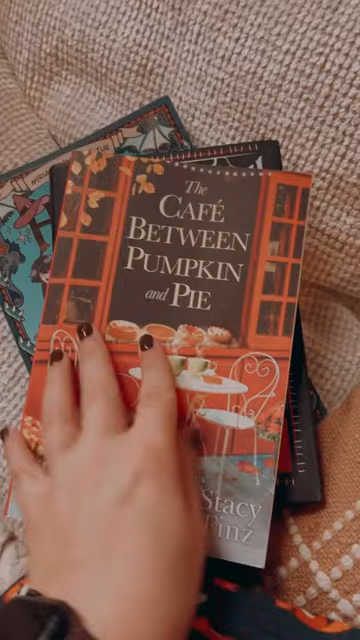 The
CAFÉ
BETWEEN
PUMPKIN
and PIE
Stacy
Finz